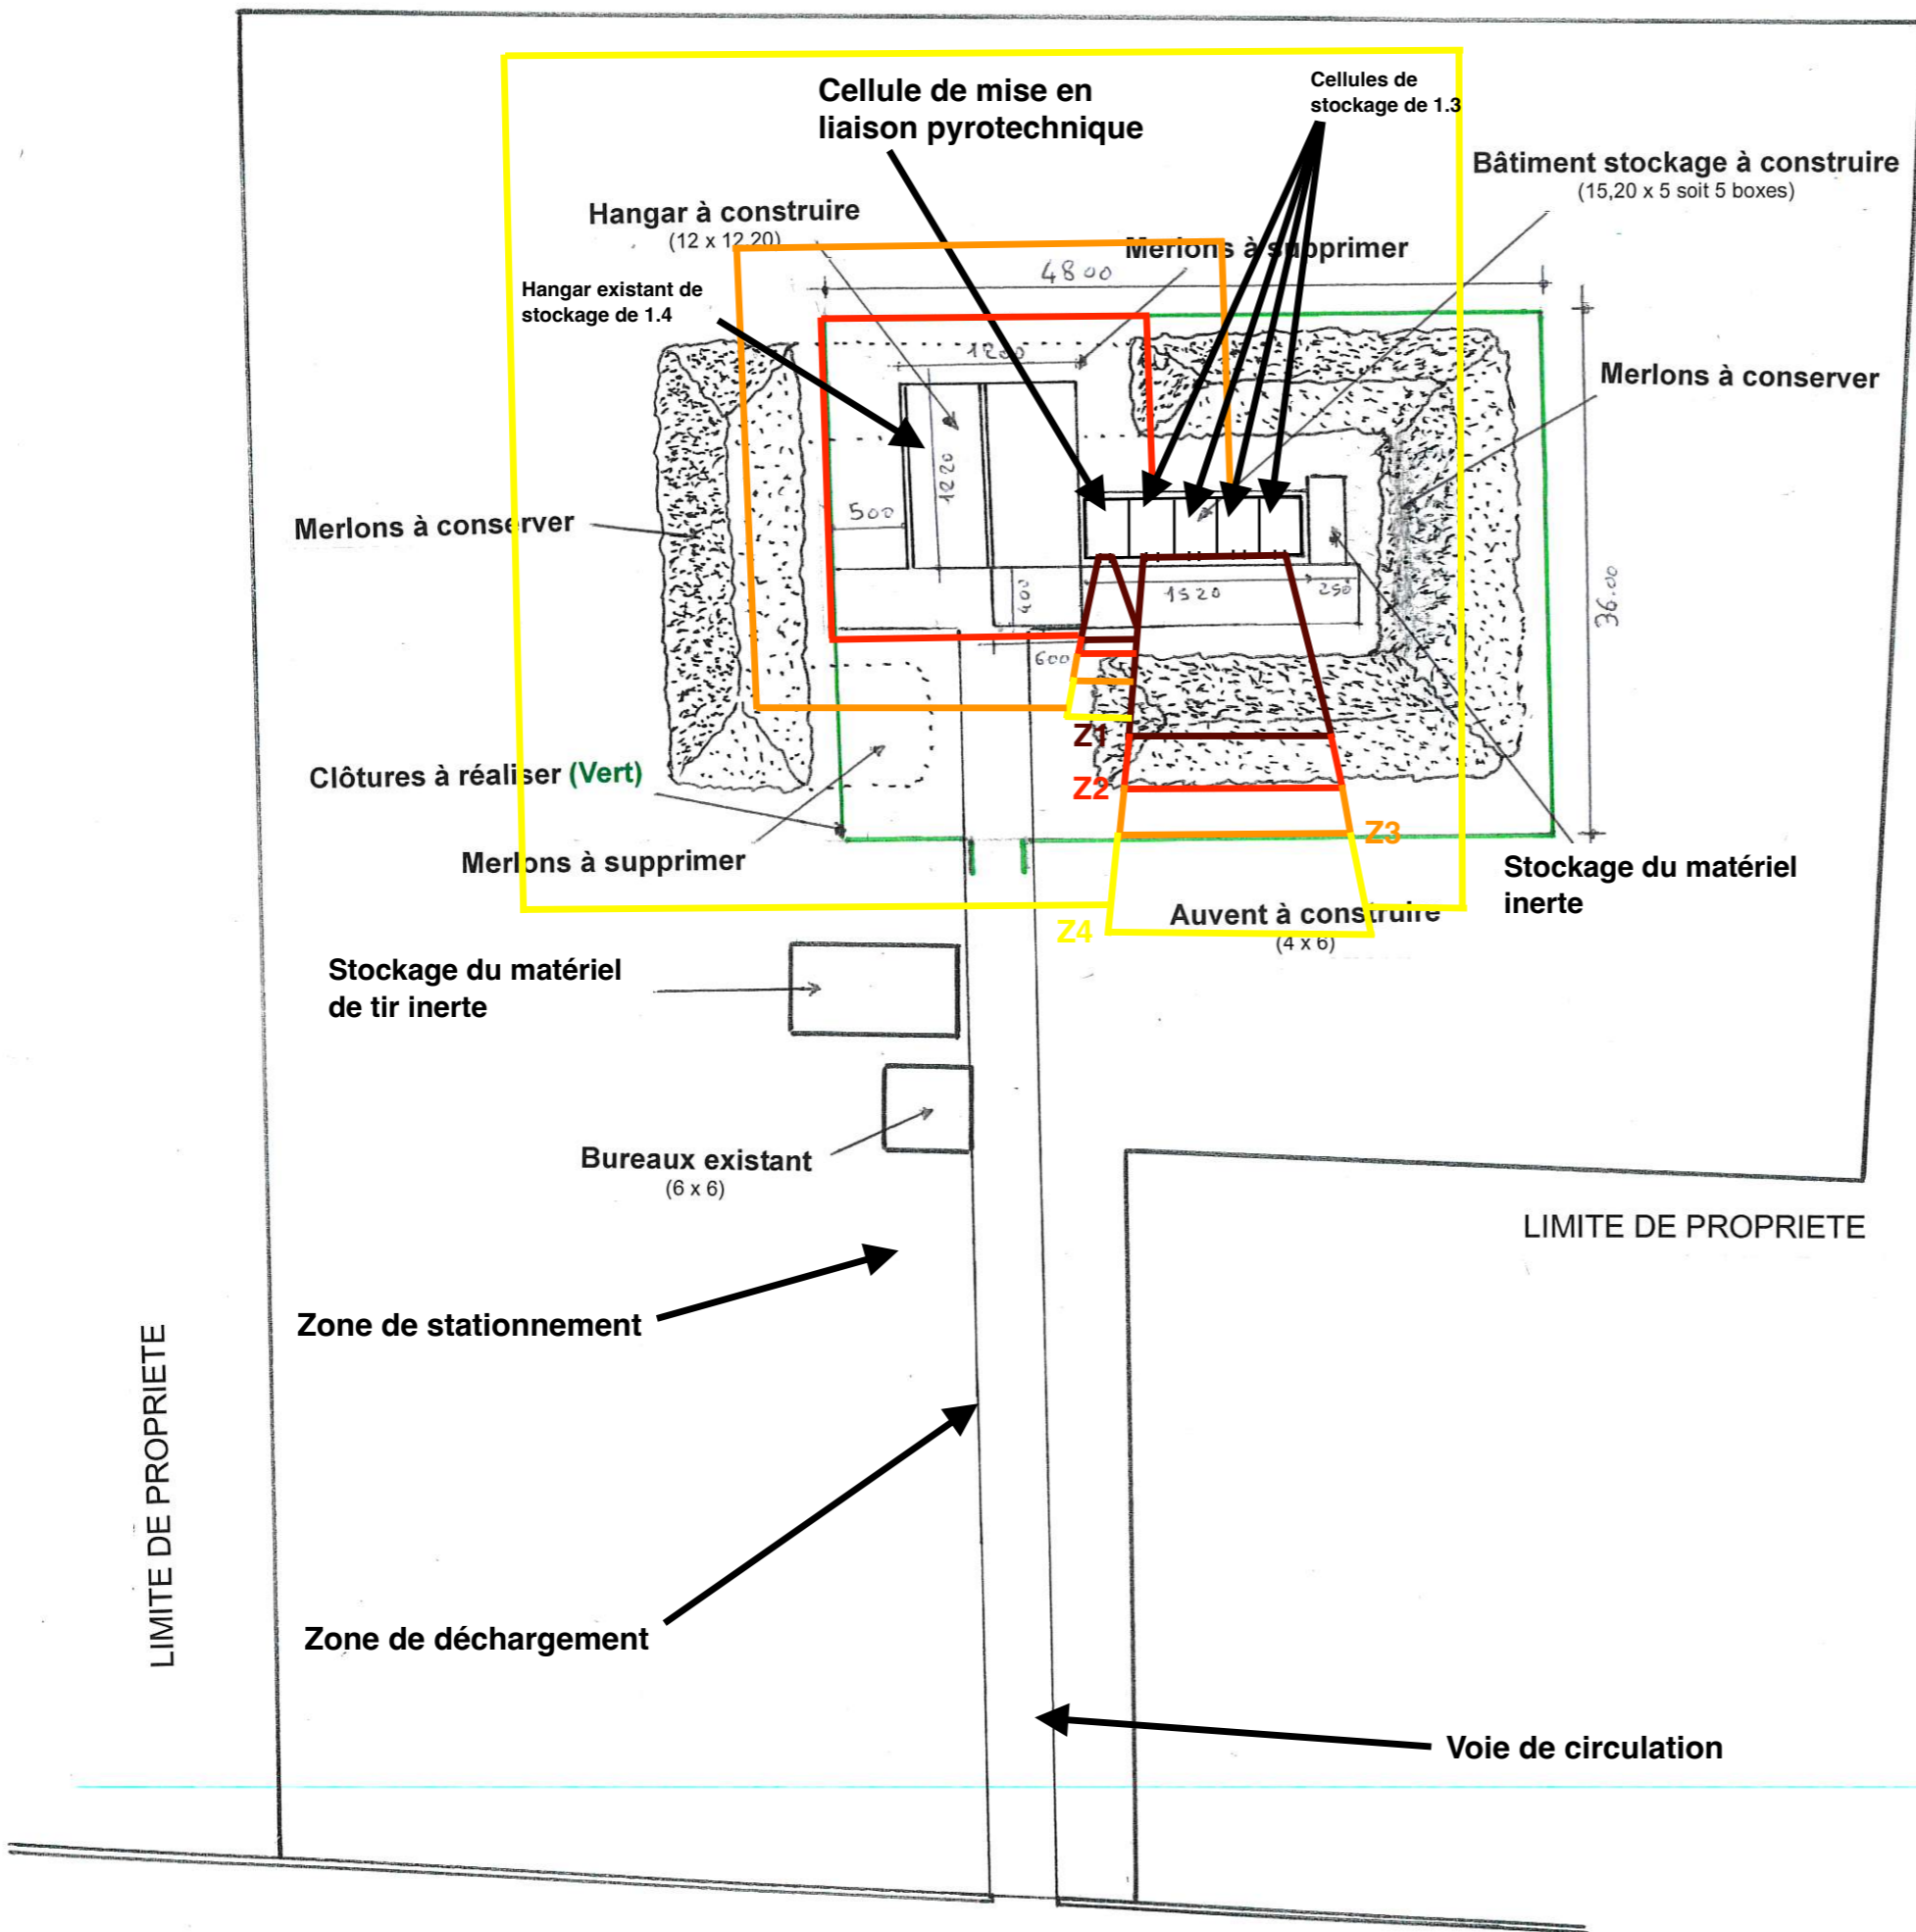 Cellule de mise en
liaison pyrotechnique
Cellules de
stockage de 1.3
Bâtiment stockage à construire
(15,20 x 5 soit 5 boxes)
Hangar à construire
(12 x 12,20)
Merlons à supprimer
4800
Hangar existant de
stockage de 1.4
1200
Merlons à conserver
1220
500
Merlons à conserver
400
1520
250
36.00
600
Z1
Clôtures à réaliser (Vert)
Z2
Z3
Merlons à supprimer
Stockage du matériel
inerte
Auvent à construire
(4 x 6)
Z4
Stockage du matériel
de tir inerte
Bureaux existant
(6 x 6)
LIMITE DE PROPRIETE
Zone de stationnement
LIMITE DE PROPRIETE
Zone de déchargement
Voie de circulation